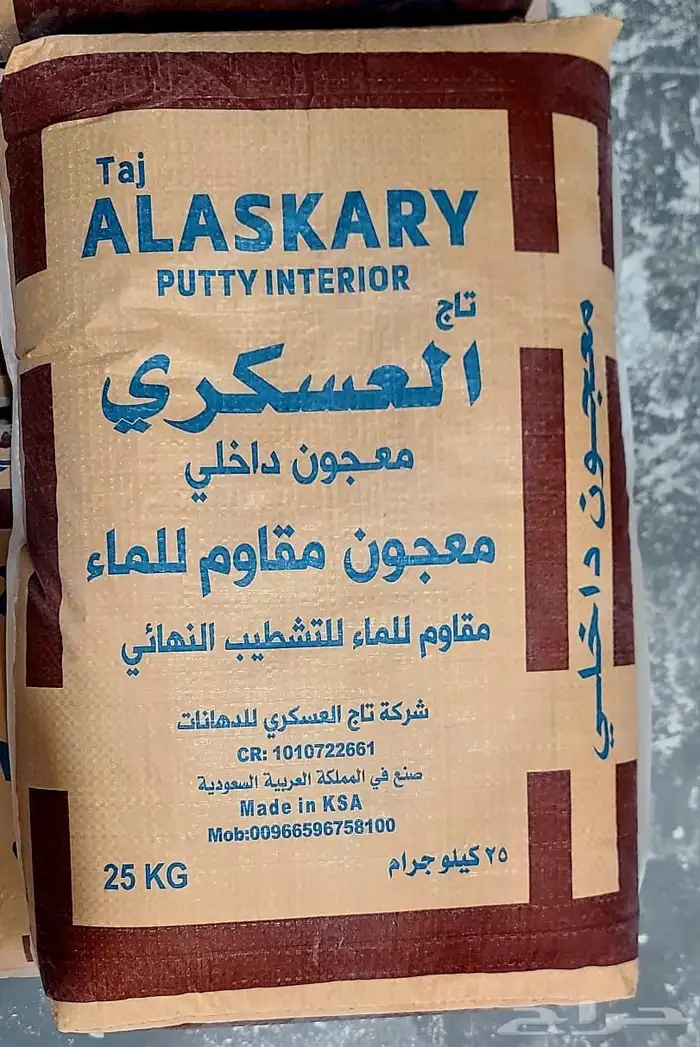 Taj
ALASKARY
PUTTY INTERIOR
تاج
العسكري
معجون داخلي
معجون مقاوم للماء
مقاوم للماء للتشطيب النهائي
شركة تاج العسكري للدهانات
CR: 1010722661
صنع في المملكة العربية السعودية
Made in KSA
Mob:00966596758100
25 KG
٢٥ كيلو جرام
معجون داخلي
حراج